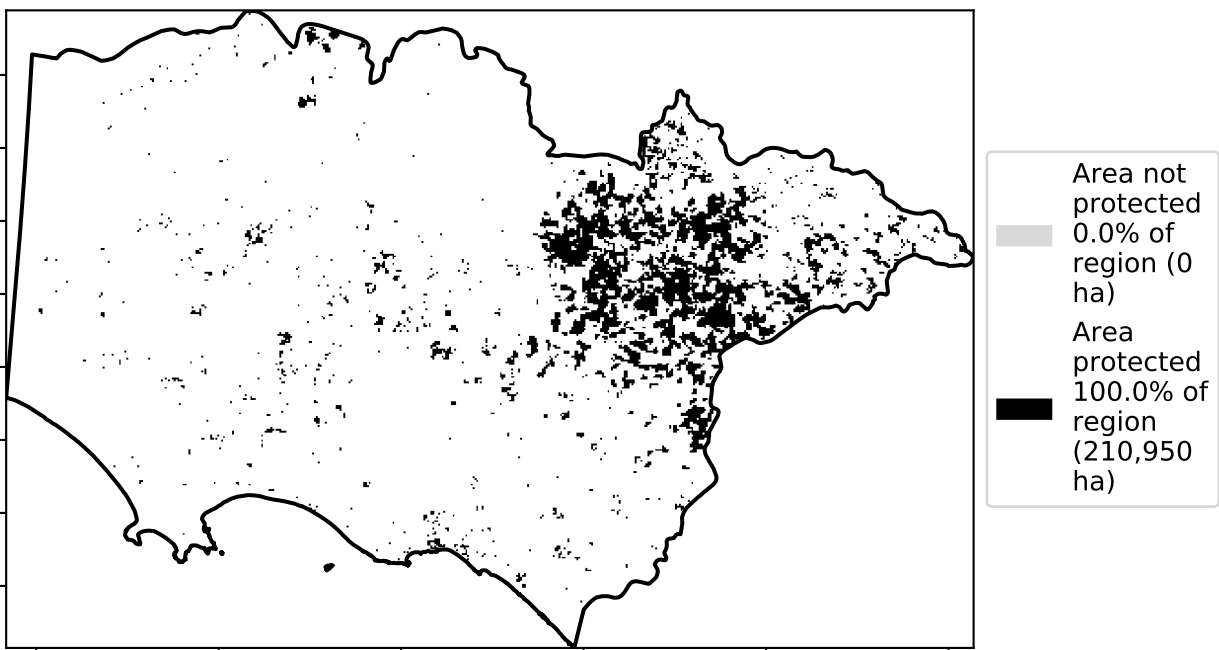 Area not
protected
0.0% of
region (0
ha)
Area
protected
100.0% of
region
(210,950
ha)